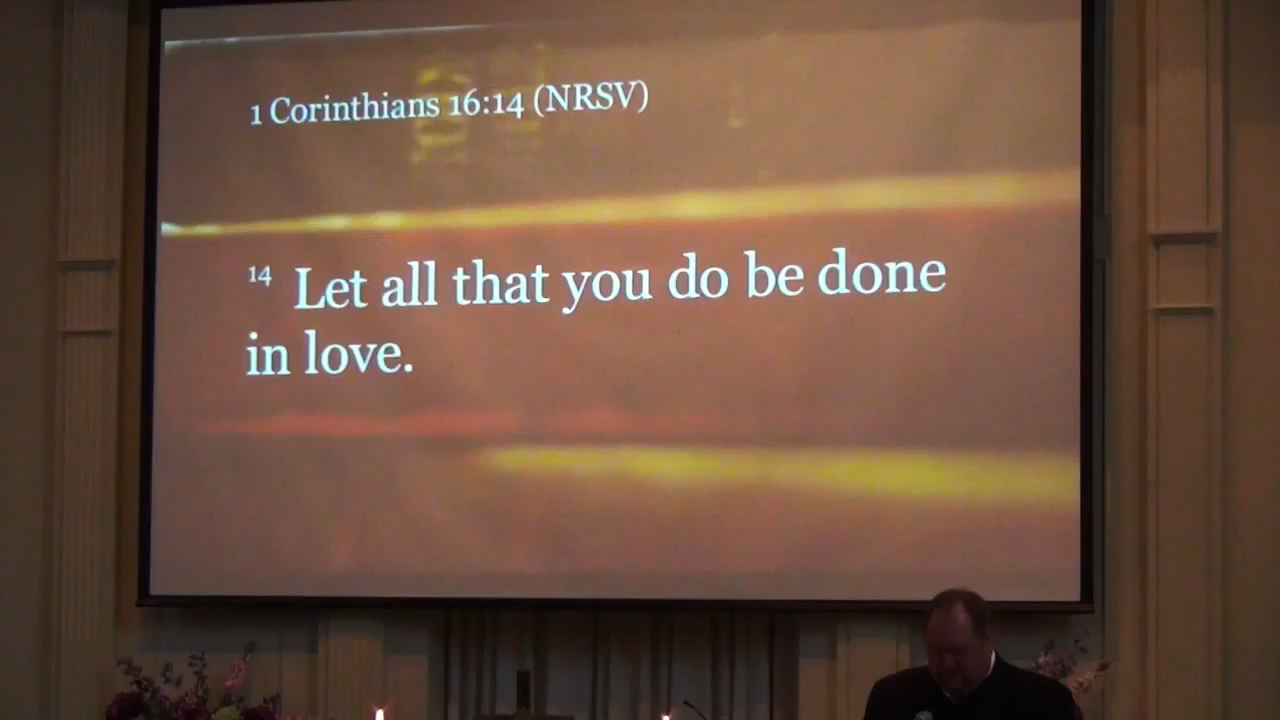 1 Corinthians 16:14 (NRSV)
14 Let all that you do be done
in love.